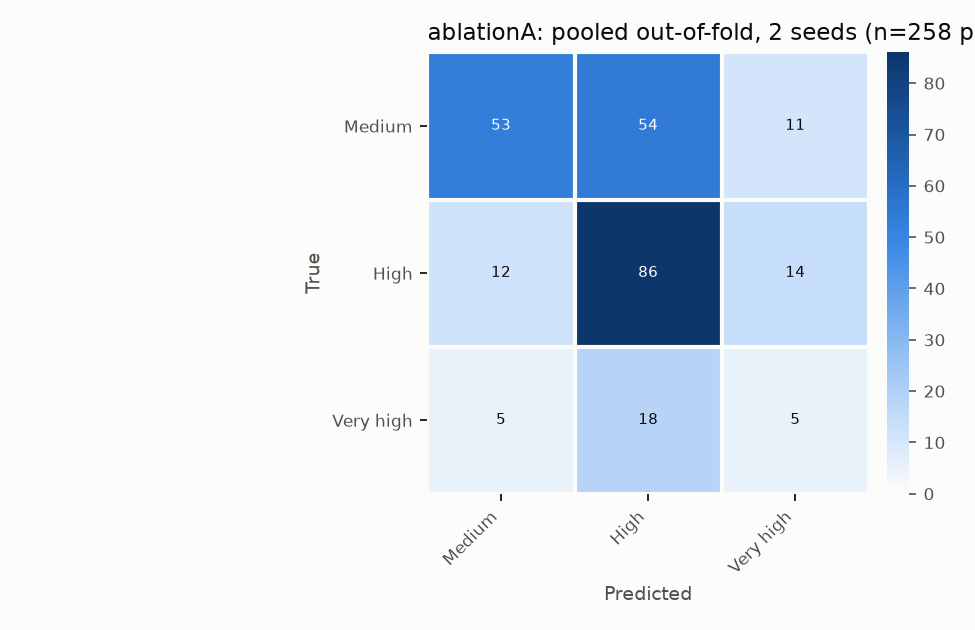 ablationA: pooled out-of-fold, 2 seeds (n=258 p
80
Medium 53 54 11
70
60
50
True
High 12 86 14
40
30
20
Very high 5 18 5
10
0
Medium High Very high
Predicted